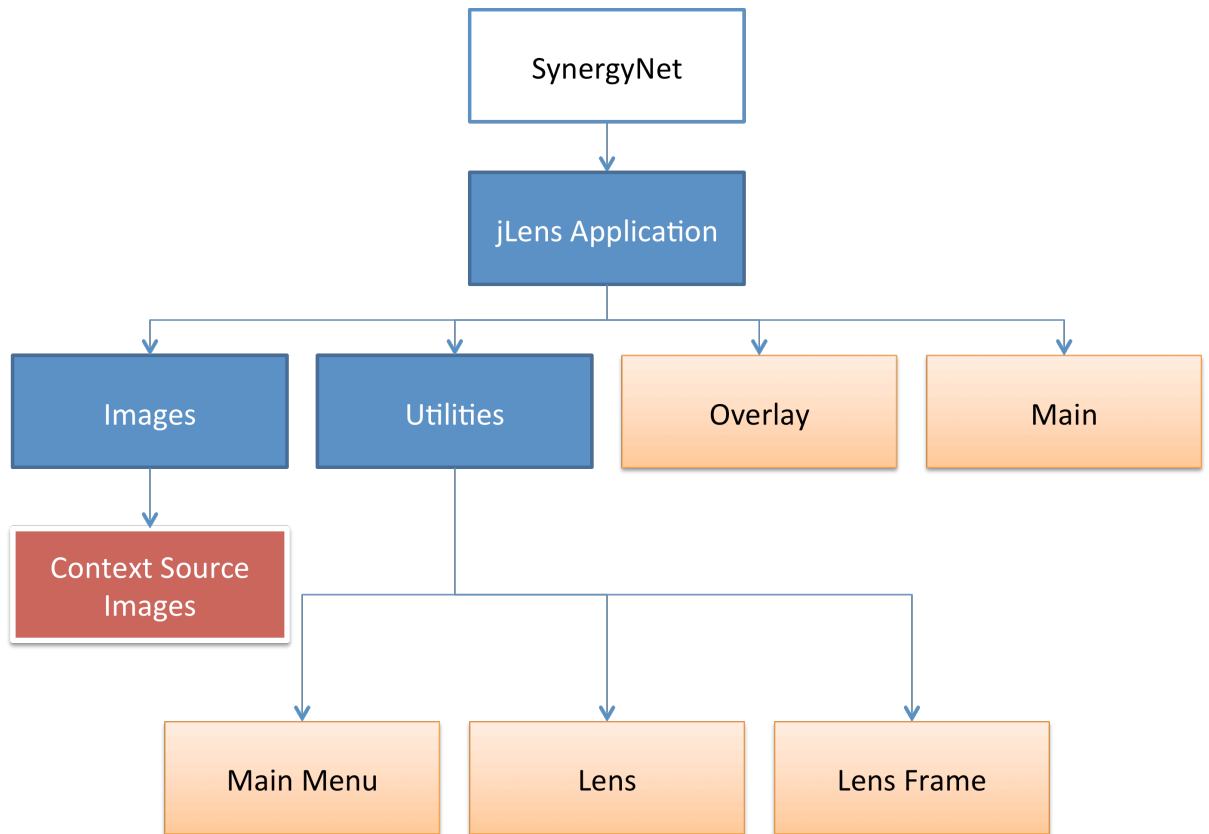 SynergyNet
jLens Application
Images
Utilities
Overlay
Main
Context Source
Images
Main Menu
Lens
Lens Frame